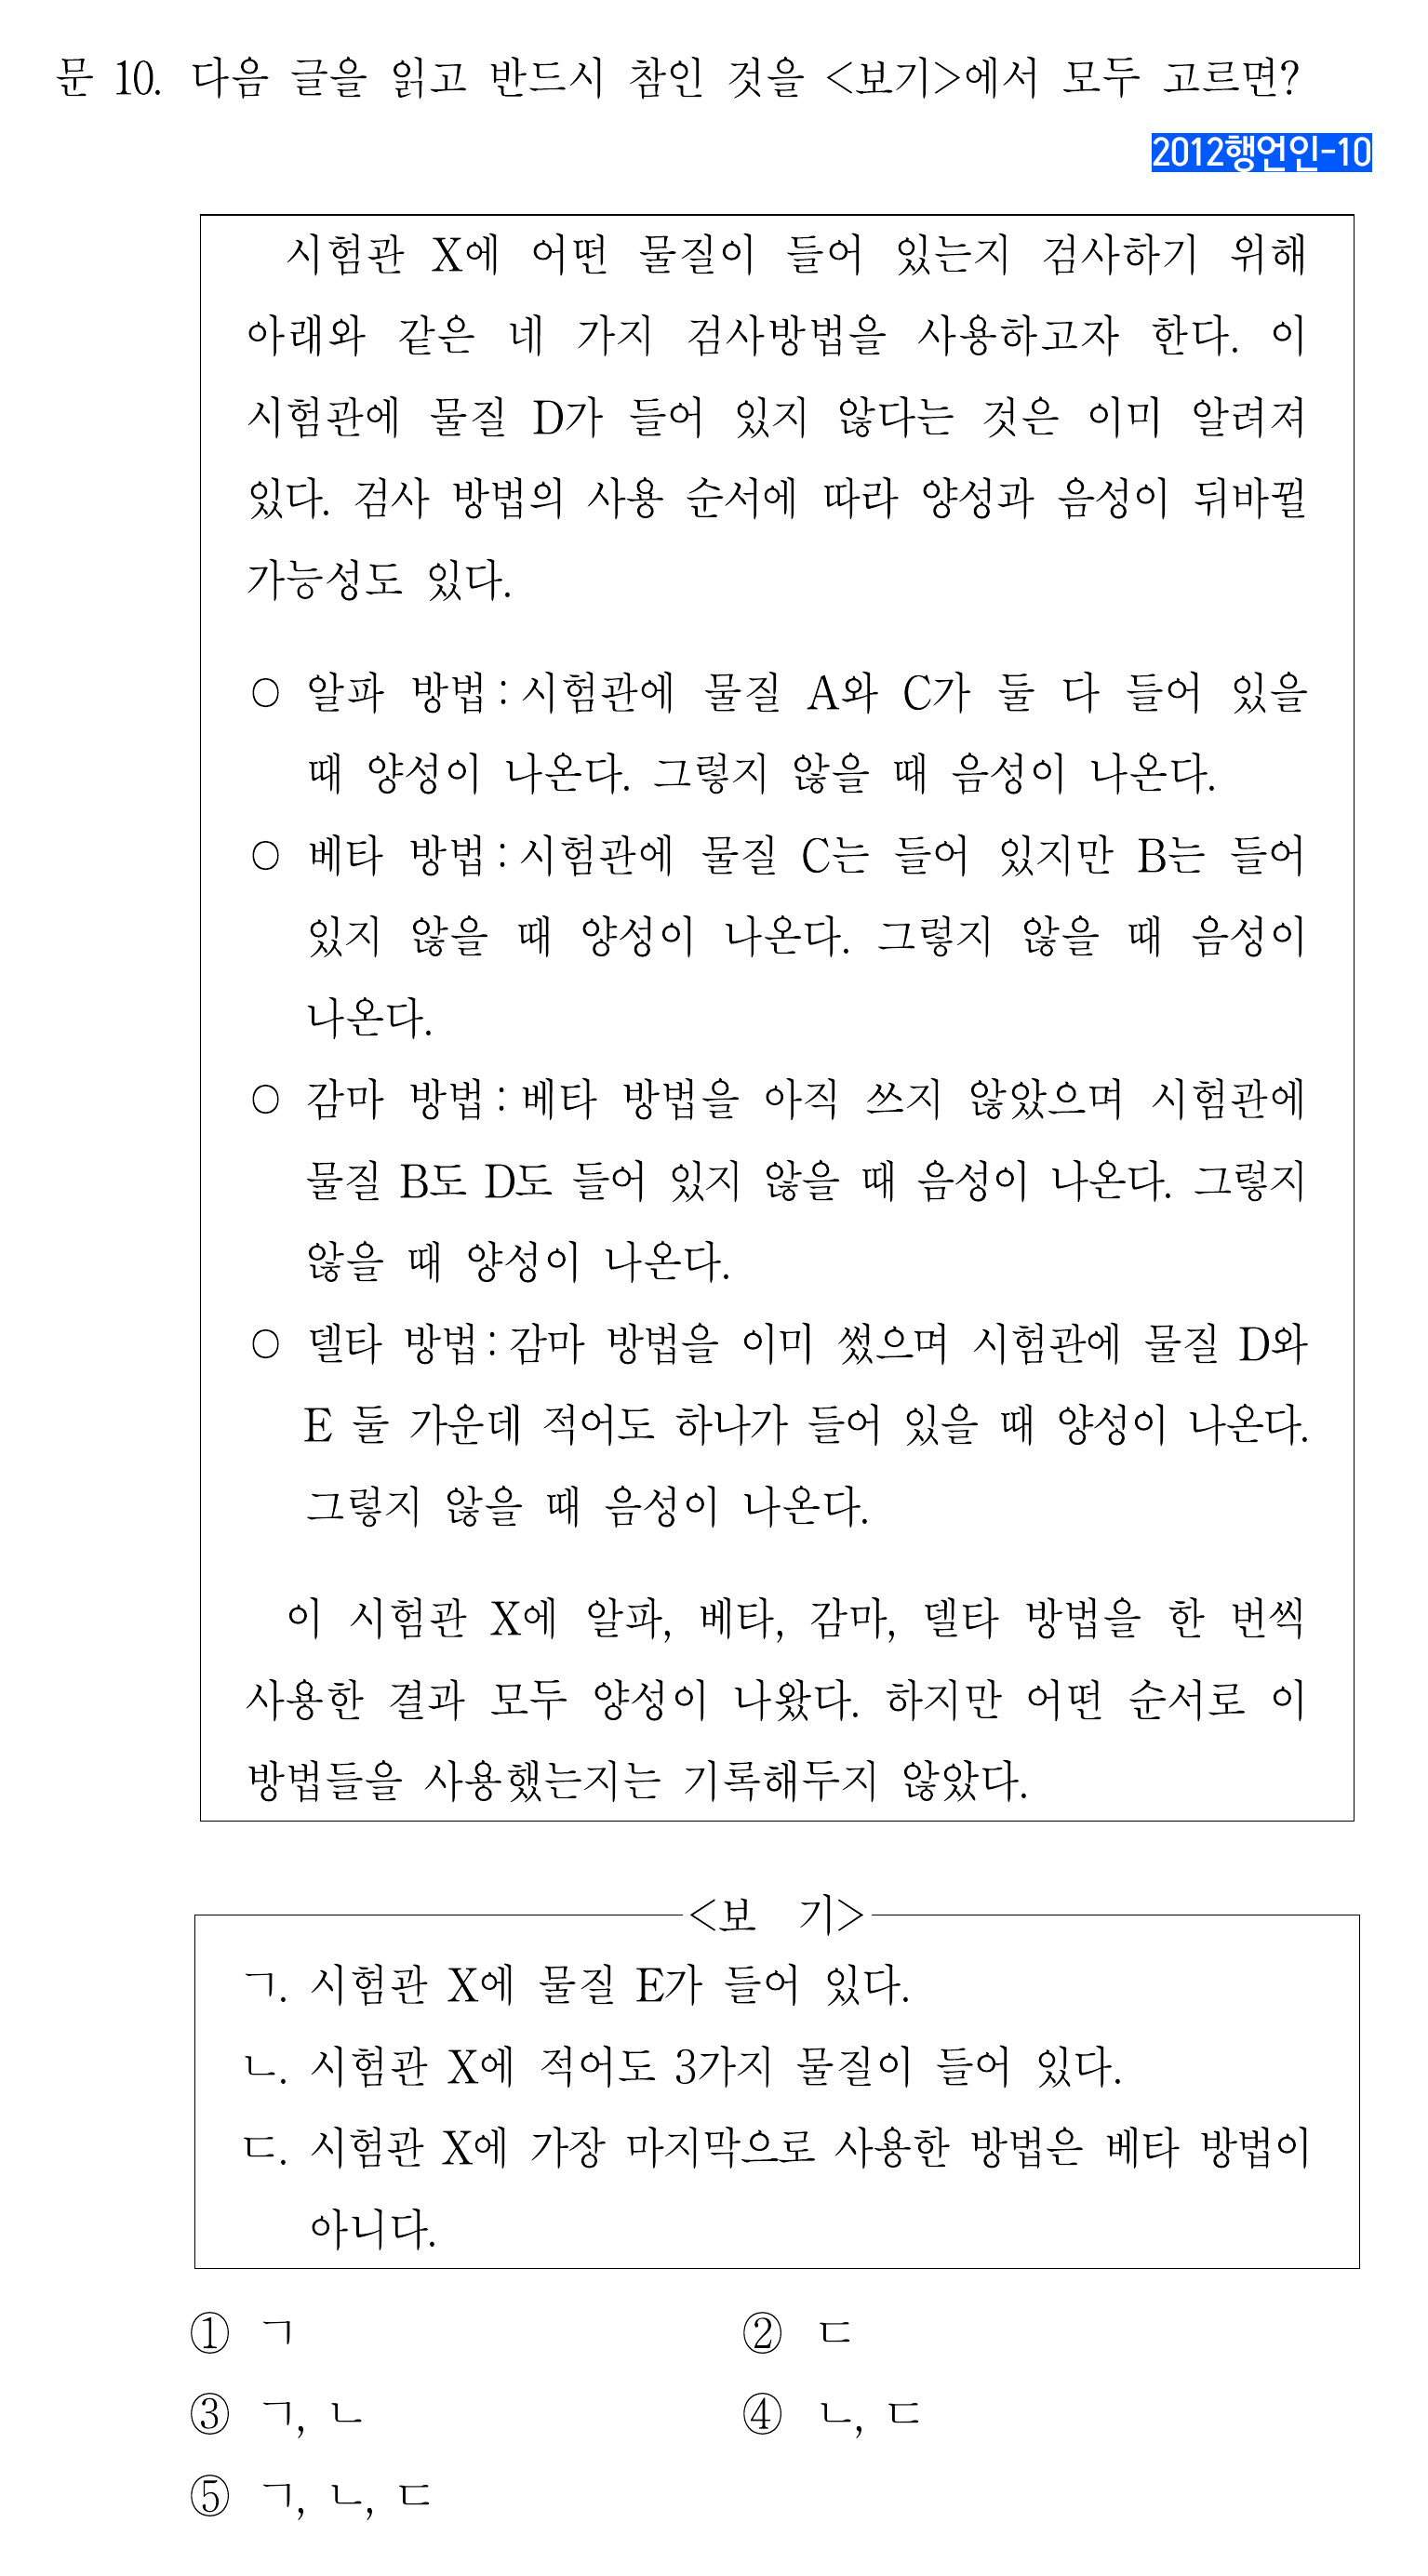 문 10. 다음 글을 읽고 반드시 참인 것을 <보기>에서 모두 고르면?
2012행언인-10
시험관 X에 어떤 물질이 들어 있는지 검사하기 위해
아래와 같은 네 가지 검사방법을 사용하고자 한다. 이
시험관에 물질 D가 들어 있지 않다는 것은 이미 알려져
있다. 검사 방법의 사용 순서에 따라 양성과 음성이 뒤바뀔
가능성도 있다.
○ 알파 방법:시험관에 물질 A와 C가 둘 다 들어 있을
때 양성이 나온다. 그렇지 않을 때 음성이 나온다.
○ 베타 방법:시험관에 물질 C는 들어 있지만 B는 들어
있지 않을 때 양성이 나온다. 그렇지 않을 때 음성이
나온다.
○ 감마 방법:베타 방법을 아직 쓰지 않았으며 시험관에
물질 B도 D도 들어 있지 않을 때 음성이 나온다. 그렇지
않을 때 양성이 나온다.
○ 델타 방법:감마 방법을 이미 썼으며 시험관에 물질 D와
E 둘 가운데 적어도 하나가 들어 있을 때 양성이 나온다.
그렇지 않을 때 음성이 나온다.
이 시험관 X에 알파, 베타, 감마, 델타 방법을 한 번씩
사용한 결과 모두 양성이 나왔다. 하지만 어떤 순서로 이
방법들을 사용했는지는 기록해두지 않았다.
<보 기>
ㄱ. 시험관 X에 물질 E가 들어 있다.
ㄴ. 시험관 X에 적어도 3가지 물질이 들어 있다.
ㄷ. 시험관 X에 가장 마지막으로 사용한 방법은 베타 방법이
아니다.
① ㄱ ② ㄷ
③ ㄱ, ㄴ ④ ㄴ, ㄷ
⑤ ㄱ, ㄴ, ㄷ